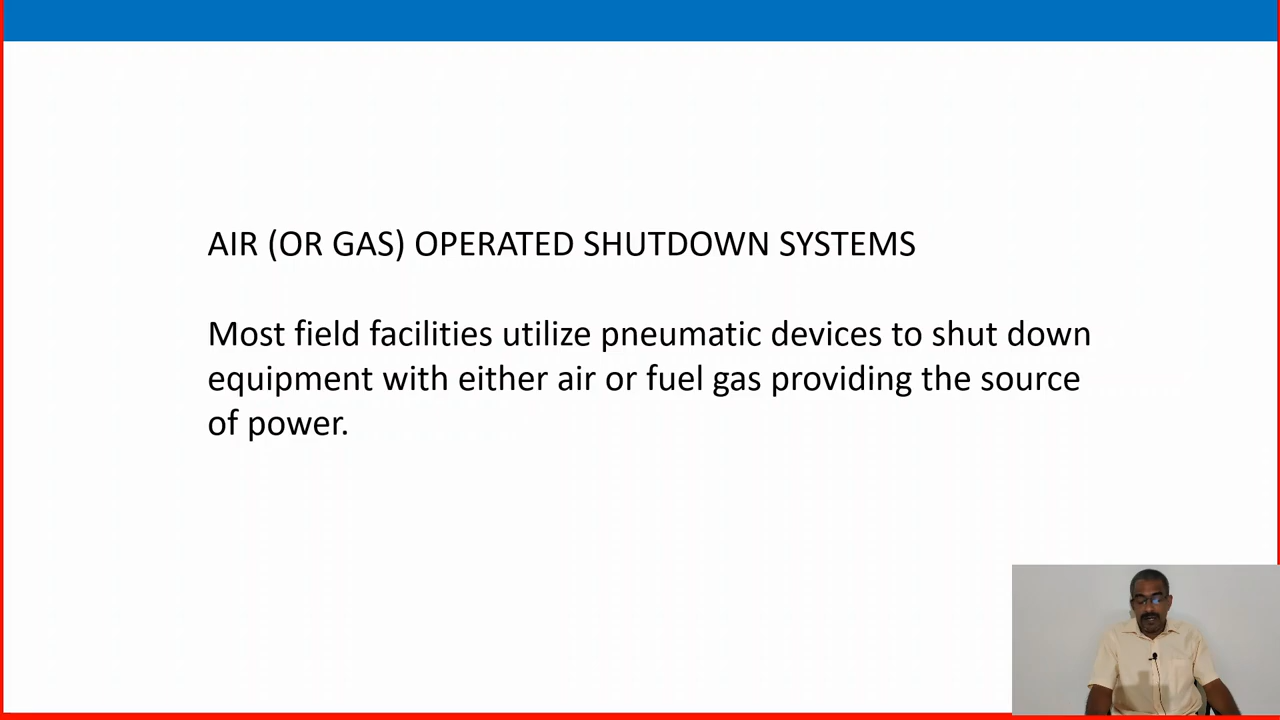 AIR (OR GAS) OPERATED SHUTDOWN SYSTEMS
Most field facilities utilize pneumatic devices to shut down
equipment with either air or fuel gas providing the source
of power.